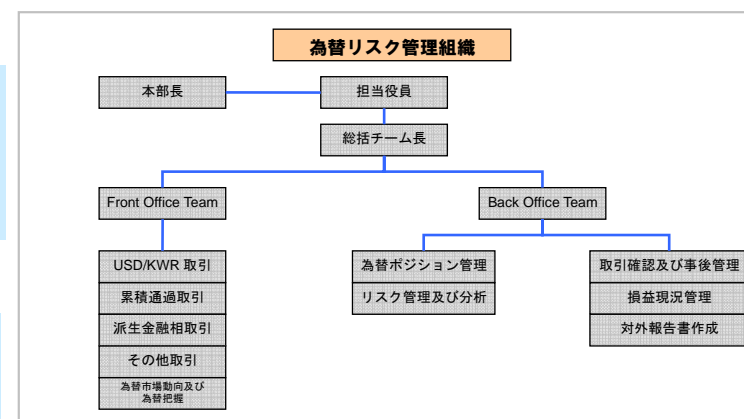 為替リスク管理組織
本部長
担当役員
総括チーム長
Front Office Team
Back Office Team
USD/KWR 取引
累積通過取引
派生金融相取引
その他取引
為替市場動向及び
為替把握
為替ポジション管理
リスク管理及び分析
取引確認及び事後管理
損益現況管理
対外報告書作成